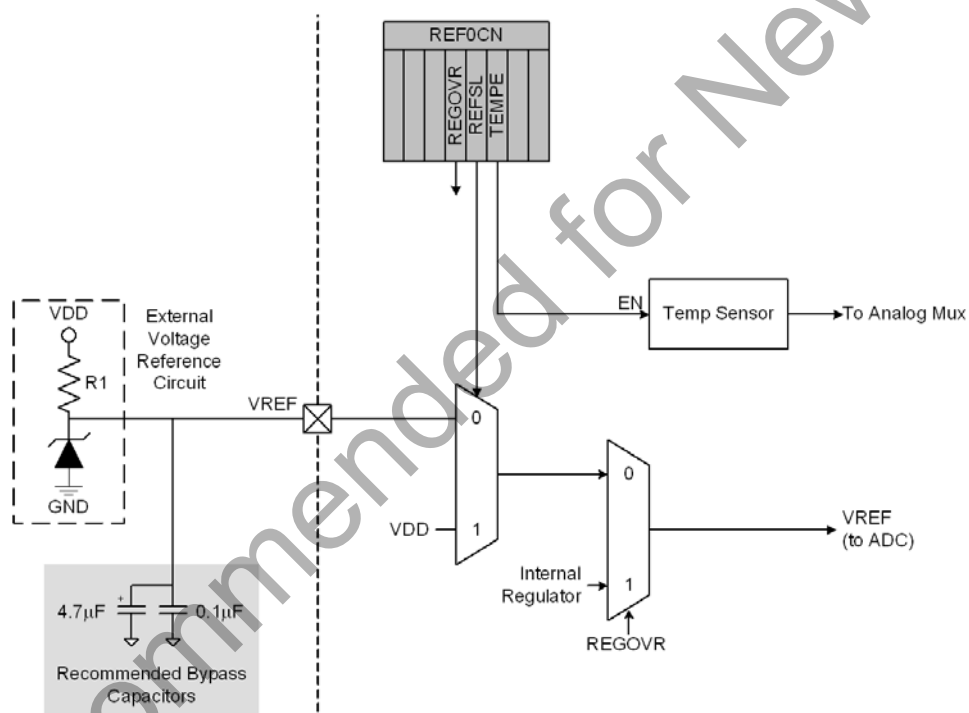 REF0CN
REGOVR
REFSL
TEMPE
EN
Temp Sensor
To Analog Mux
VDD
R1
GND
External
Voltage
Reference
Circuit
VREF
0
VDD
1
0
Internal
Regulator
1
REGOVR
VREF
(to ADC)
4.7µF
+
0.1µF
Recommended Bypass
Capacitors
ommended for New